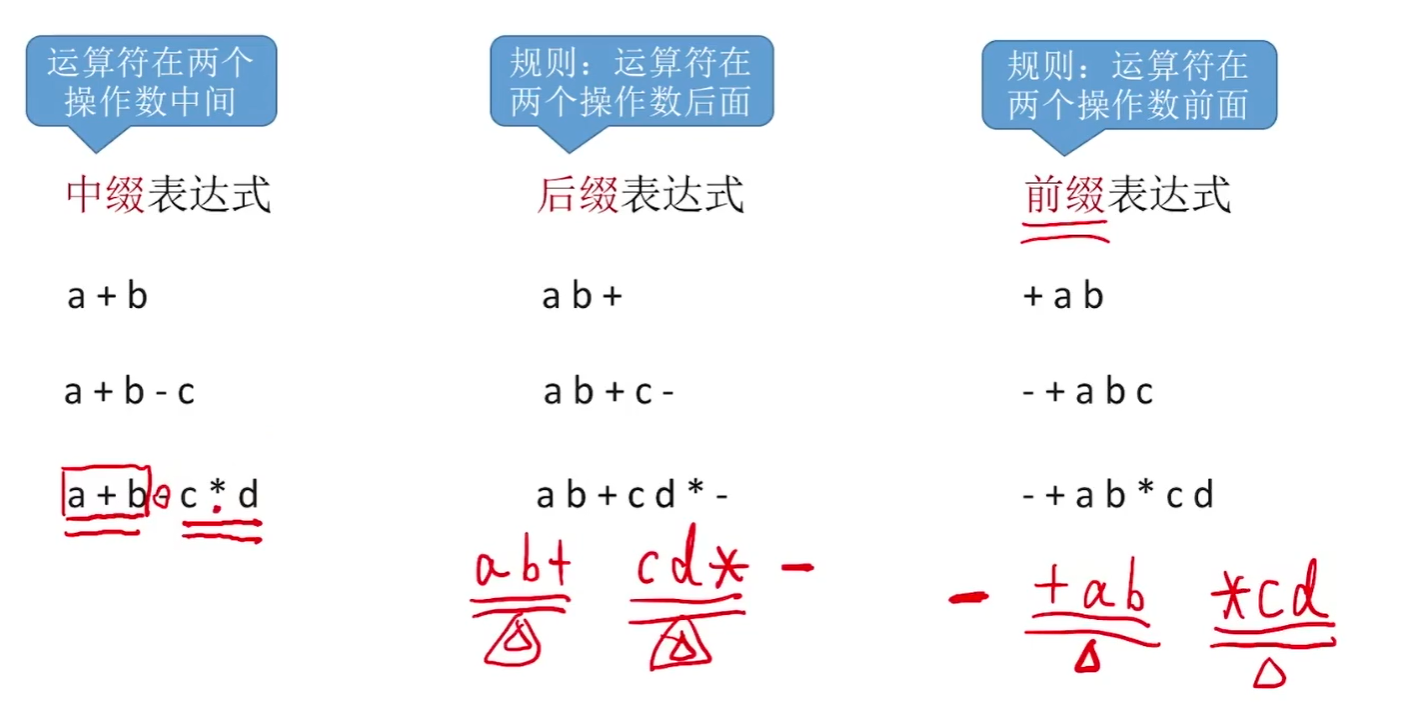 运算符在两个
操作数中间
规则：运算符在
两个操作数后面
规则：运算符在
两个操作数前面
中缀表达式
后缀表达式
前缀表达式
a + b
a b +
+ a b
a + b - c
a b + c -
- + a b c
a + b - c * d
a b + c d * -
- + a b * c d
ab+ cd* -
- +ab *cd